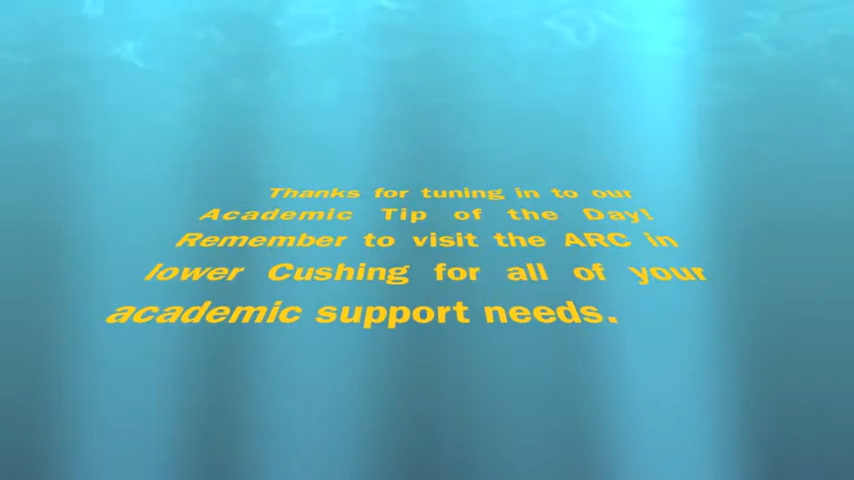 Thanks for tuning in to our
Academic Tip of the Day!
Remember to visit the ARC in
lower Cushing for all of your
academic support needs.